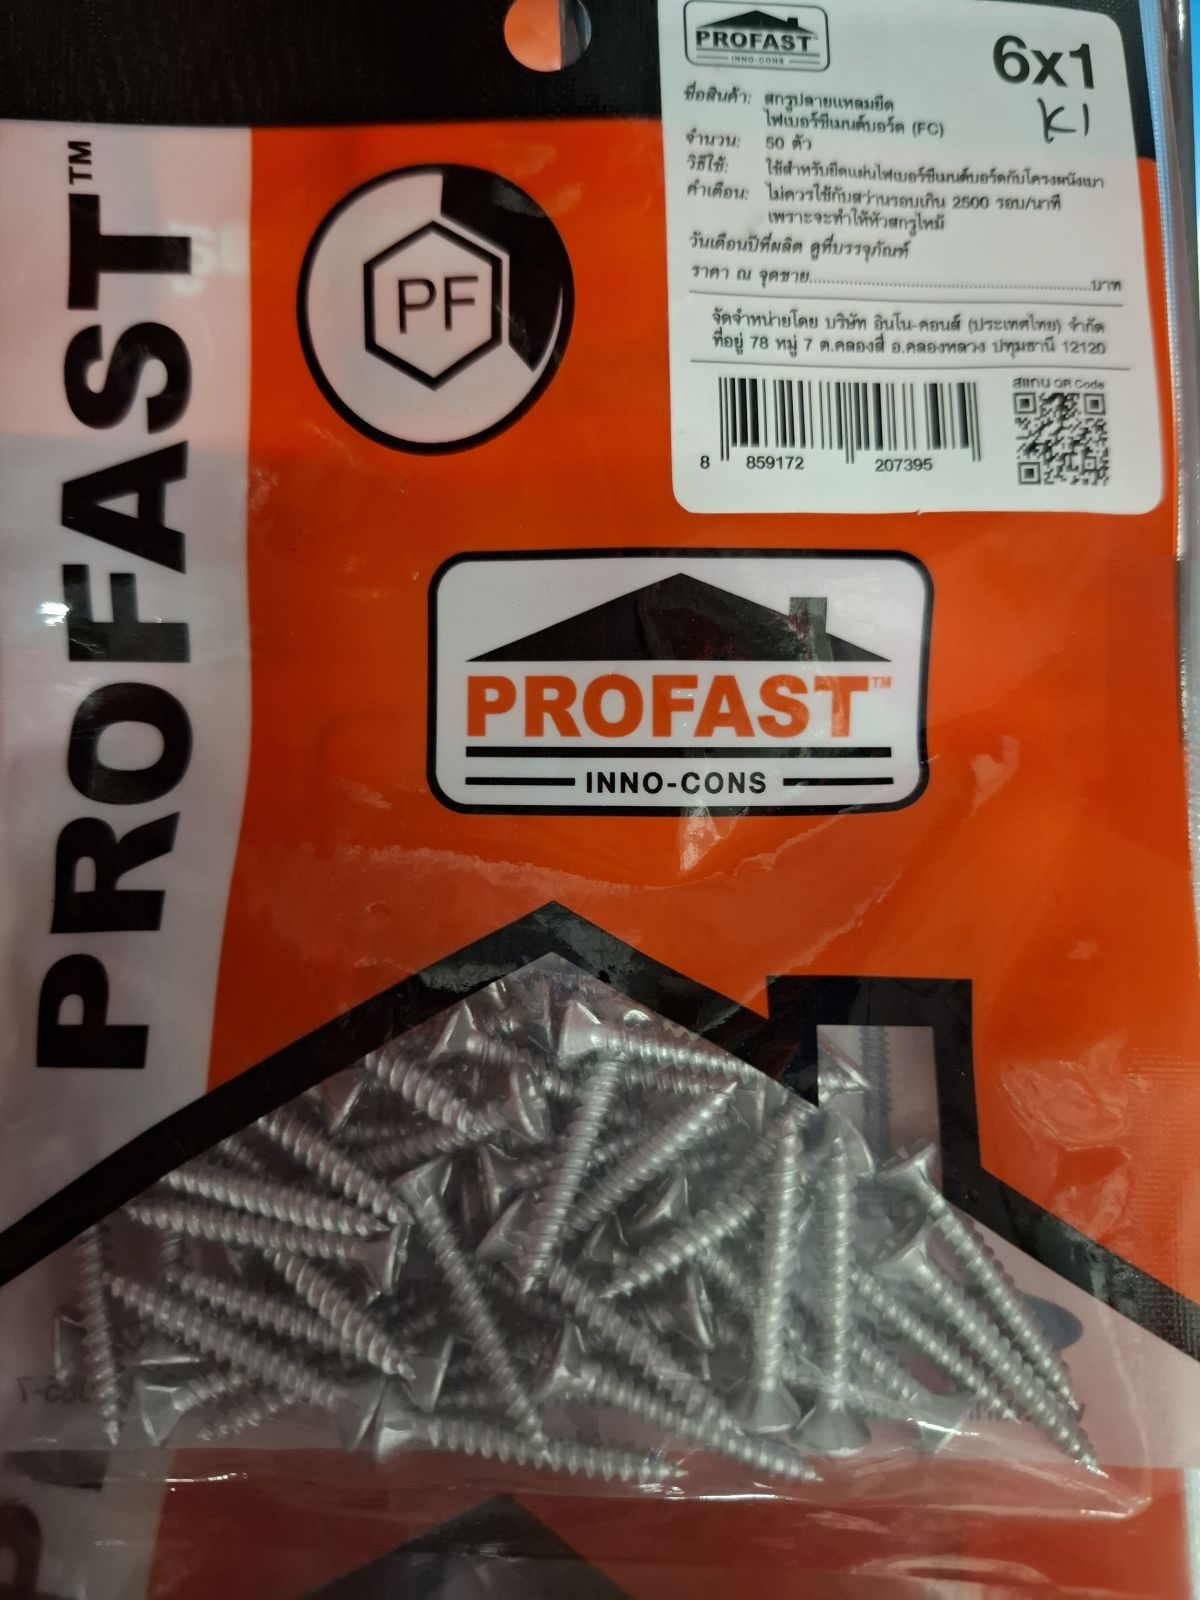 PROFAST™
INNO-CONS
6x1
K1
ชื่อสินค้า: สกรูปลายแหลมยึด
ไฟเบอร์ซีเมนต์บอร์ด (FC)
จำนวน: 50 ตัว
วิธีใช้: ใช้สำหรับยึดแผ่นไฟเบอร์ซีเมนต์บอร์ดกับโครงผนังเบา
คำเตือน: ไม่ควรใช้กับสว่านรอบเกิน 2500 รอบ/นาที
เพราะจะทำให้หัวสกรูไหม้
วันเดือนปีที่ผลิต ดูที่บรรจุภัณฑ์
ราคา ณ จุดขาย..........................................................บาท
จัดจำหน่ายโดย บริษัท อินโน-คอนส์ (ประเทศไทย) จำกัด
ที่อยู่ 78 หมู่ 7 ต.คลองสี่ อ.คลองหลวง ปทุมธานี 12120
สแกน QR Code
8 859172 207395
PROFAST™
PF
PROFAST™
INNO-CONS